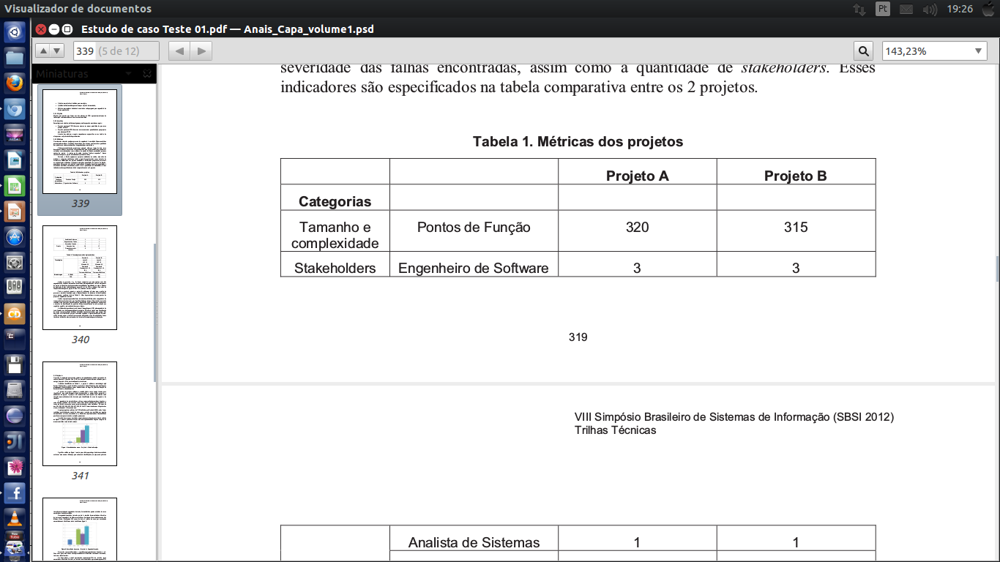 Visualizador de documentos
Pt
19:26
Estudo de caso Teste 01.pdf — Anais_Capa_volume1.psd
339 (5 de 12)
143,23%
Miniaturas
339
340
341
severidade das falhas encontradas, assim como a quantidade de stakeholders. Esses
indicadores são especificados na tabela comparativa entre os 2 projetos.
Tabela 1. Métricas dos projetos
Projeto A Projeto B
Categorias
Tamanho e complexidade Pontos de Função 320 315
Stakeholders Engenheiro de Software 3 3
319
VIII Simpósio Brasileiro de Sistemas de Informação (SBSI 2012)
Trilhas Técnicas
Analista de Sistemas 1 1